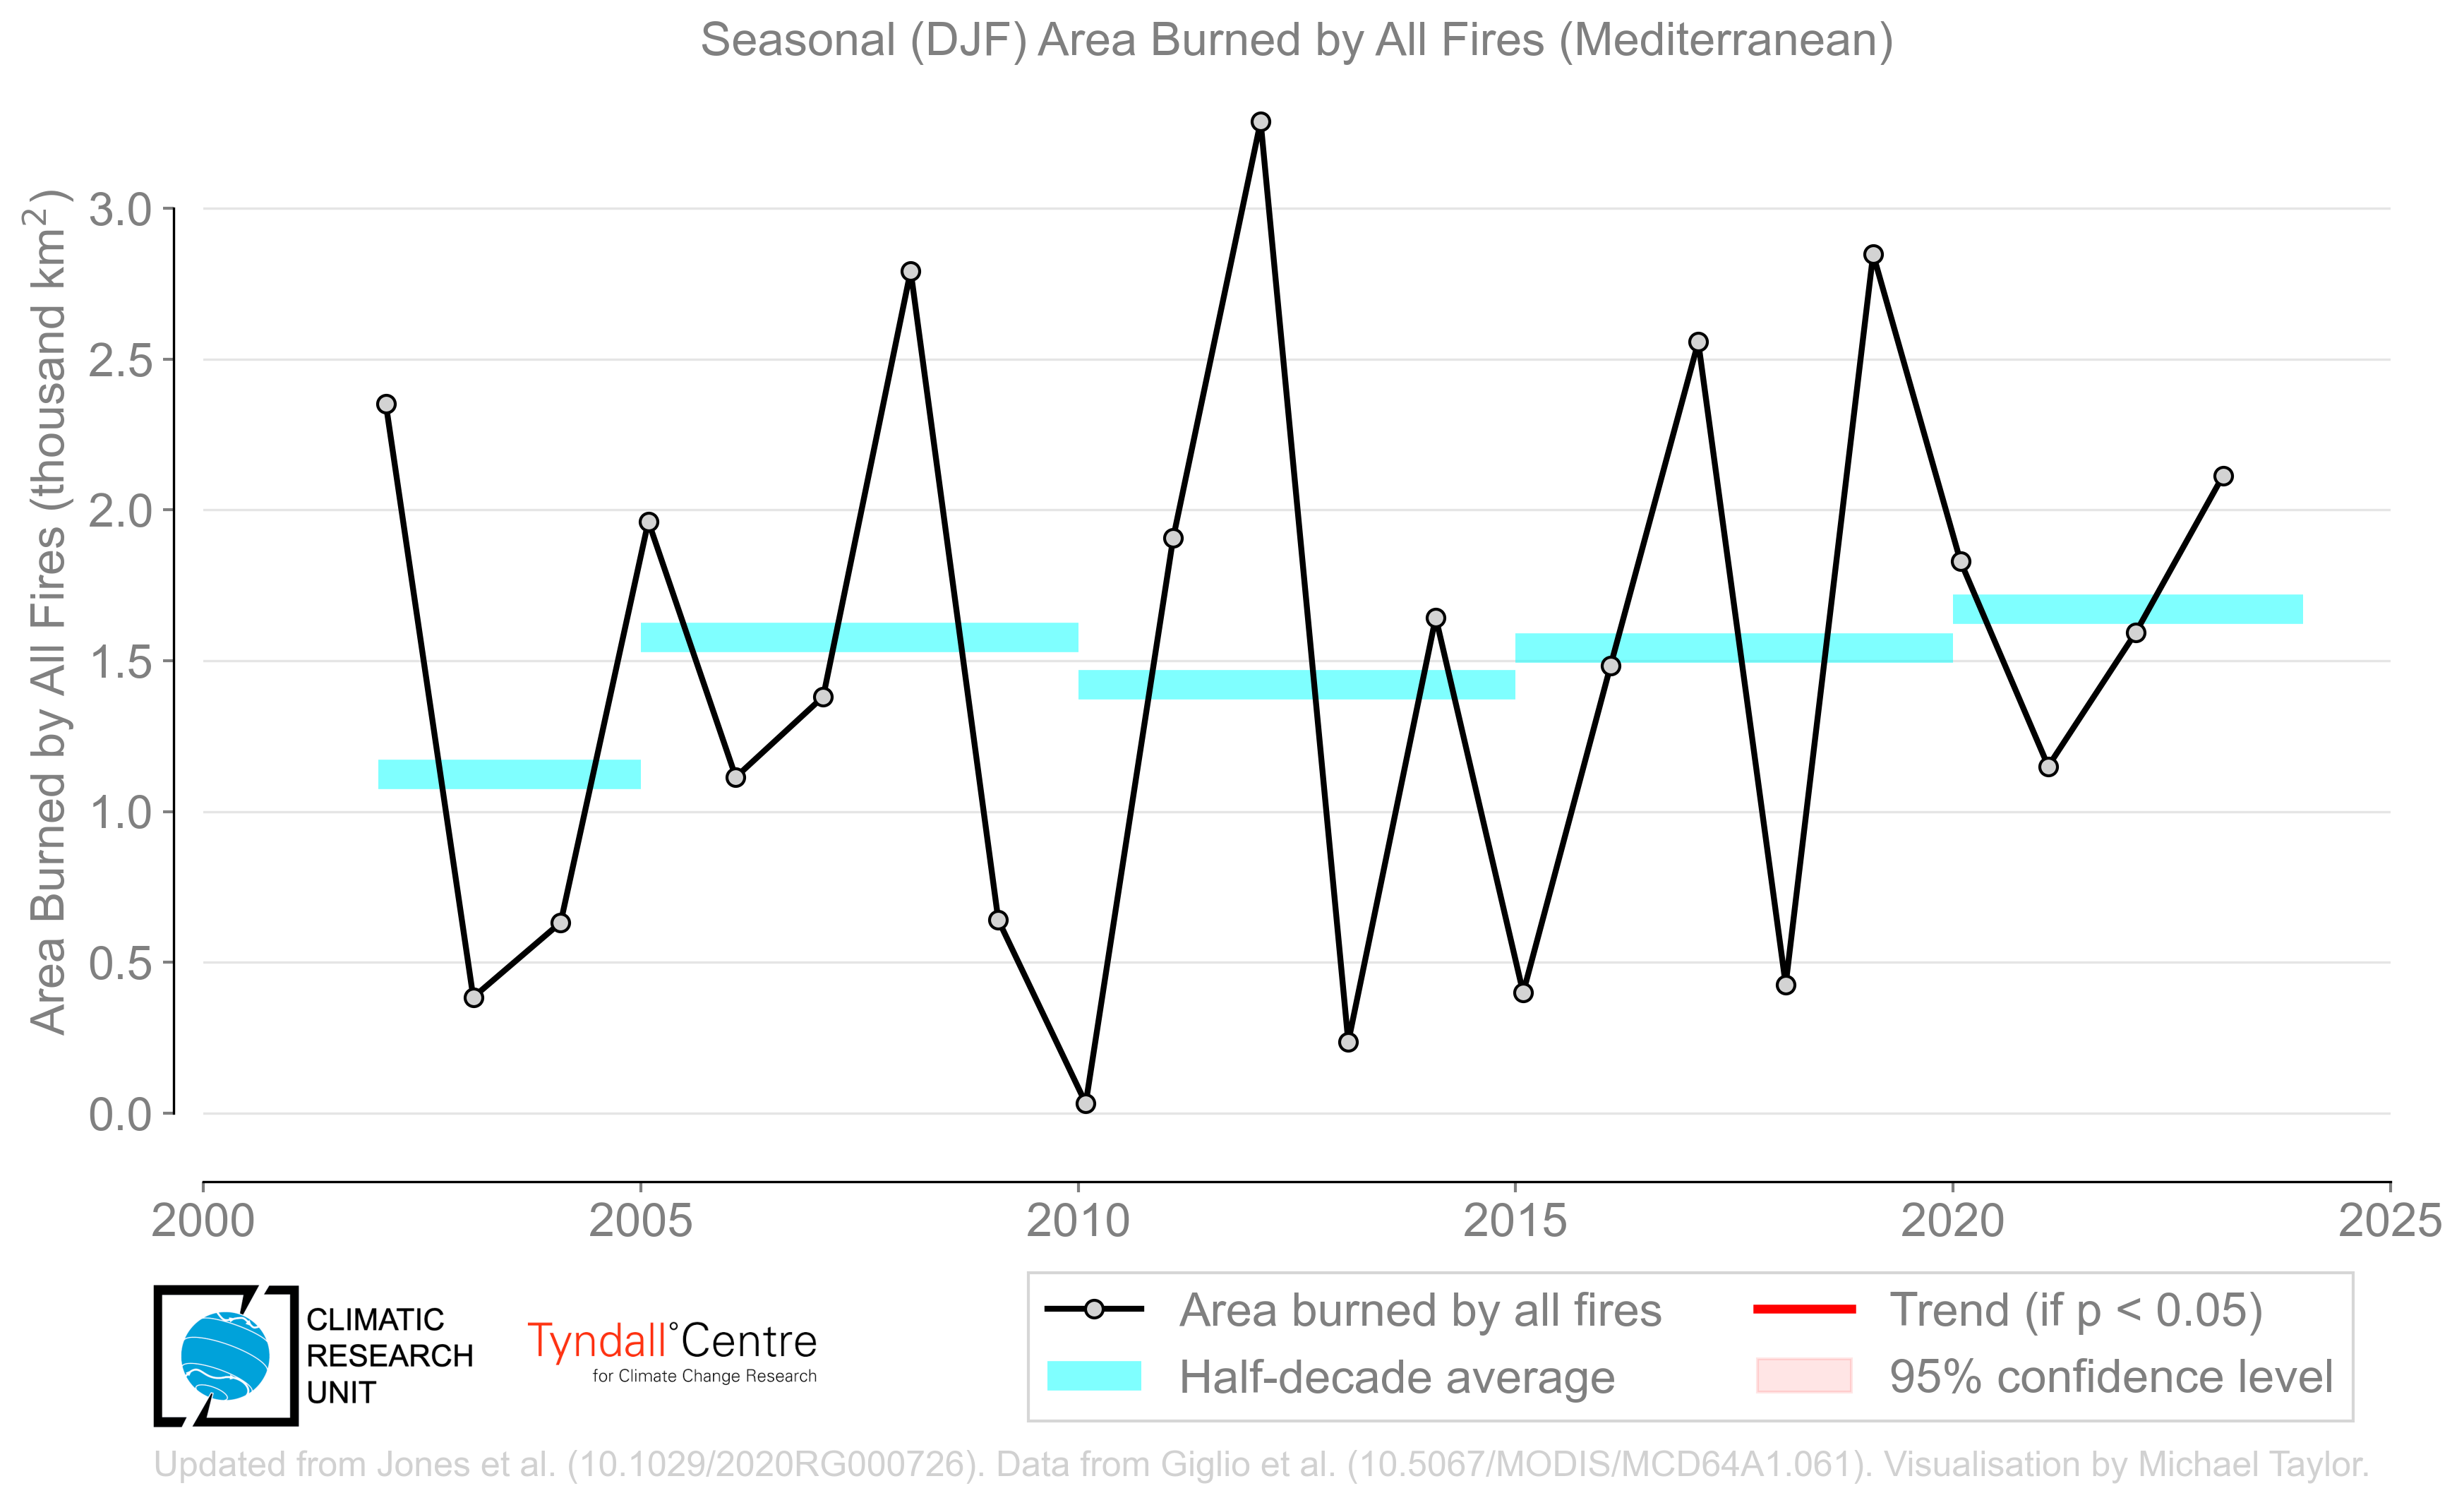 Seasonal (DJF) Area Burned by All Fires (Mediterranean)
Area Burned by All Fires (thousand km²)
3.0
2.5
2.0
1.5
1.0
0.5
0.0
2000 2005 2010 2015 2020 2025
CLIMATIC
RESEARCH
UNIT
Tyndall°Centre
for Climate Change Research
Area burned by all fires
Half-decade average
Trend (if p < 0.05)
95% confidence level
Updated from Jones et al. (10.1029/2020RG000726). Data from Giglio et al. (10.5067/MODIS/MCD64A1.061). Visualisation by Michael Taylor.